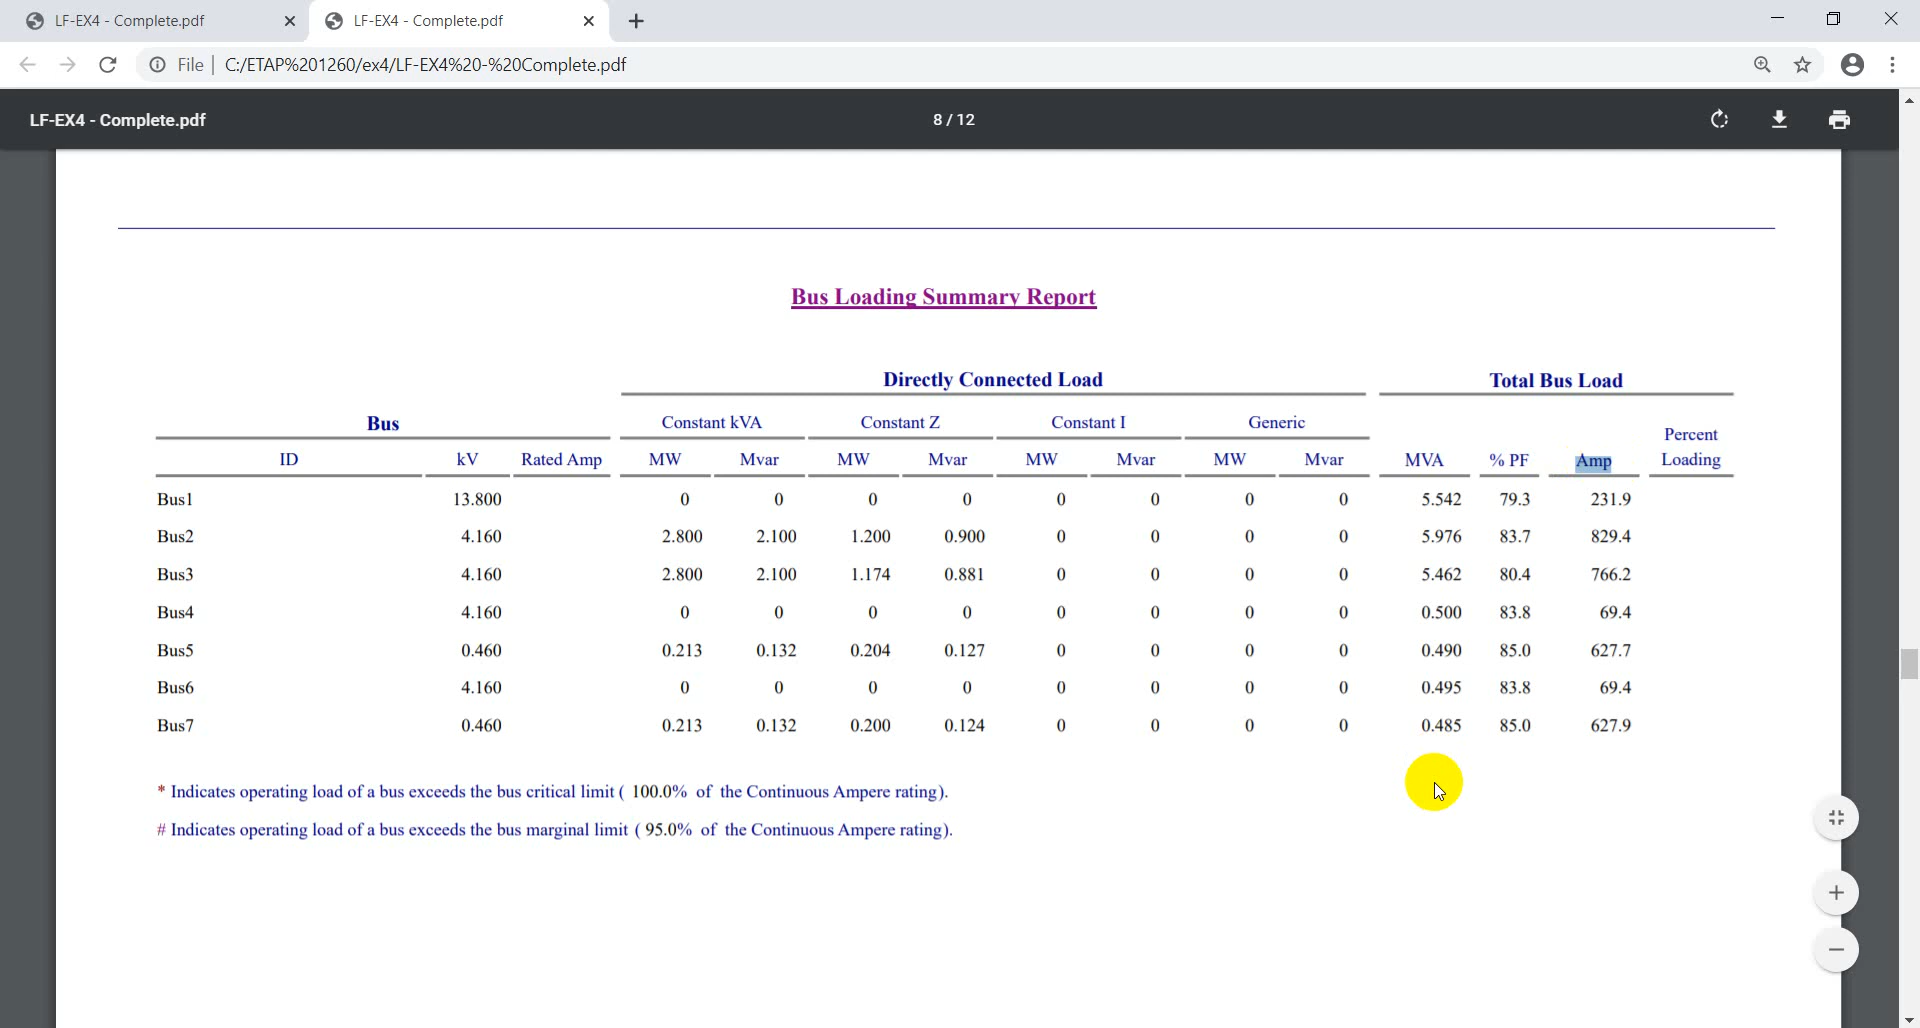 LF-EX4 - Complete.pdf
LF-EX4 - Complete.pdf
File | C:/ETAP%201260/ex4/LF-EX4%20-%20Complete.pdf
LF-EX4 - Complete.pdf 8 / 12
Bus Loading Summary Report
Directly Connected Load Total Bus Load
Bus Constant kVA Constant Z Constant I Generic
Percent
ID kV Rated Amp MW Mvar MW Mvar MW Mvar MW Mvar MVA % PF Amp Loading
Bus1 13.800 0 0 0 0 0 0 0 0 5.542 79.3 231.9
Bus2 4.160 2.800 2.100 1.200 0.900 0 0 0 0 5.976 83.7 829.4
Bus3 4.160 2.800 2.100 1.174 0.881 0 0 0 0 5.462 80.4 766.2
Bus4 4.160 0 0 0 0 0 0 0 0 0.500 83.8 69.4
Bus5 0.460 0.213 0.132 0.204 0.127 0 0 0 0 0.490 85.0 627.7
Bus6 4.160 0 0 0 0 0 0 0 0 0.495 83.8 69.4
Bus7 0.460 0.213 0.132 0.200 0.124 0 0 0 0 0.485 85.0 627.9
* Indicates operating load of a bus exceeds the bus critical limit ( 100.0% of the Continuous Ampere rating).
# Indicates operating load of a bus exceeds the bus marginal limit ( 95.0% of the Continuous Ampere rating).